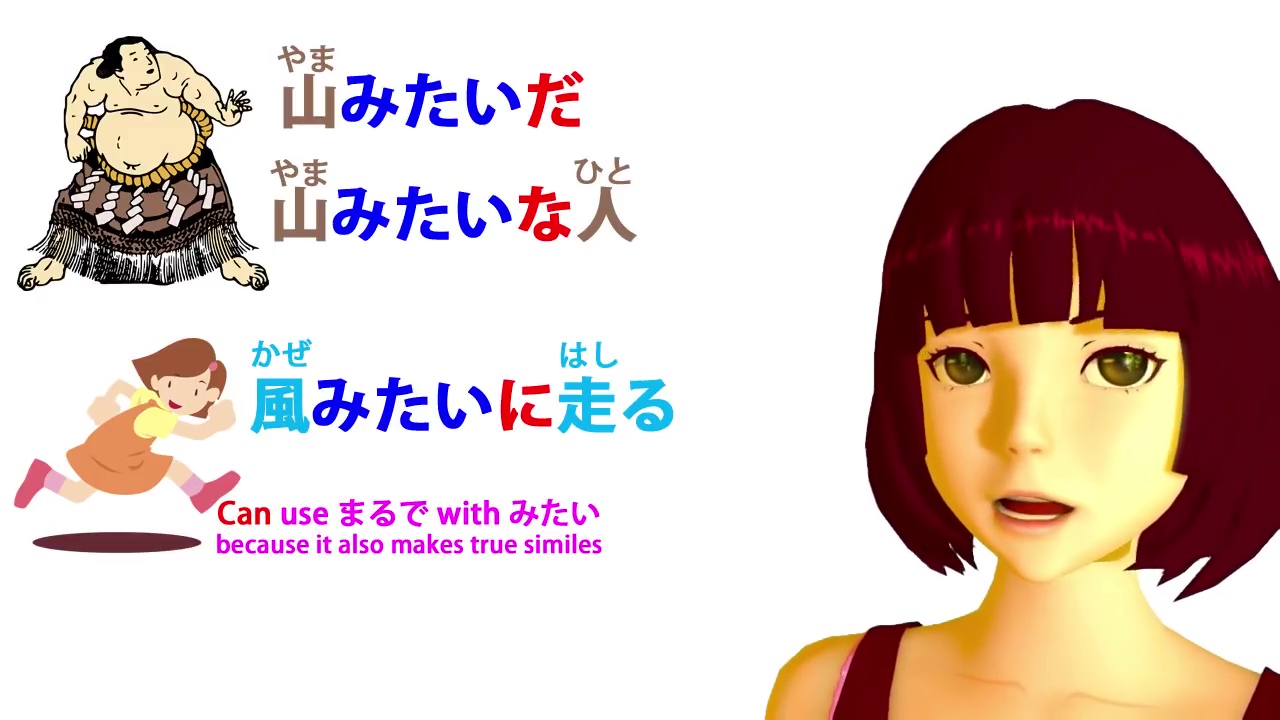 やま
山みたいだ
やま ひと
山みたいな人
かぜ はし
風みたいに走る
Can use まるで with みたい
because it also makes true similes